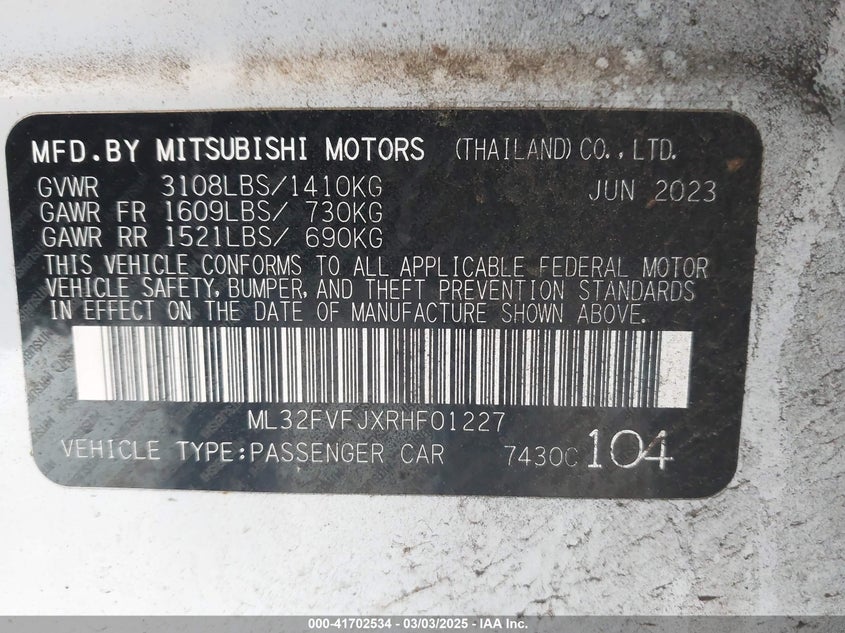 MFD.BY MITSUBISHI MOTORS (THAILAND) CO., LTD.
GVWR 3108LBS/1410KG JUN 2023
GAWR FR 1609LBS/ 730KG
GAWR RR 1521LBS/ 690KG
THIS VEHICLE CONFORMS TO ALL APPLICABLE FEDERAL MOTOR
VEHICLE SAFETY, BUMPER, AND THEFT PREVENTION STANDARDS
IN EFFECT ON THE DATE OF MANUFACTURE SHOWN ABOVE.
ML32FVFJXRHF01227
VEHICLE TYPE:PASSENGER CAR 7430C 104
000-41702534 - 03/03/2025 - IAA Inc.